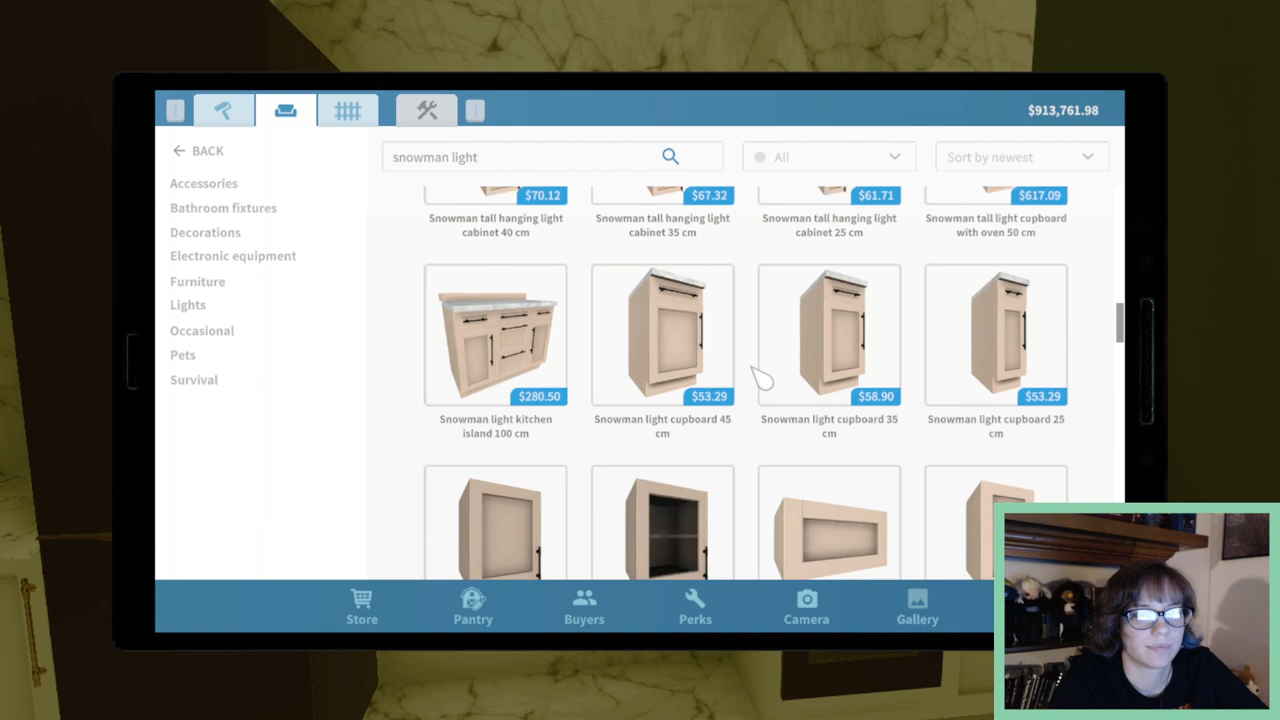 $913,761.98
BACK
snowman light
All
Sort by newest
Accessories
Bathroom fixtures
Decorations
Electronic equipment
Furniture
Lights
Occasional
Pets
Survival
$70.12
$67.32
$61.71
$617.09
Snowman tall hanging light
cabinet 40 cm
Snowman tall hanging light
cabinet 35 cm
Snowman tall hanging light
cabinet 25 cm
Snowman tall light cupboard
with oven 50 cm
$280.50
$53.29
$58.90
$53.29
Snowman light kitchen
island 100 cm
Snowman light cupboard 45
cm
Snowman light cupboard 35
cm
Snowman light cupboard 25
cm
Store
Pantry
Buyers
Perks
Camera
Gallery